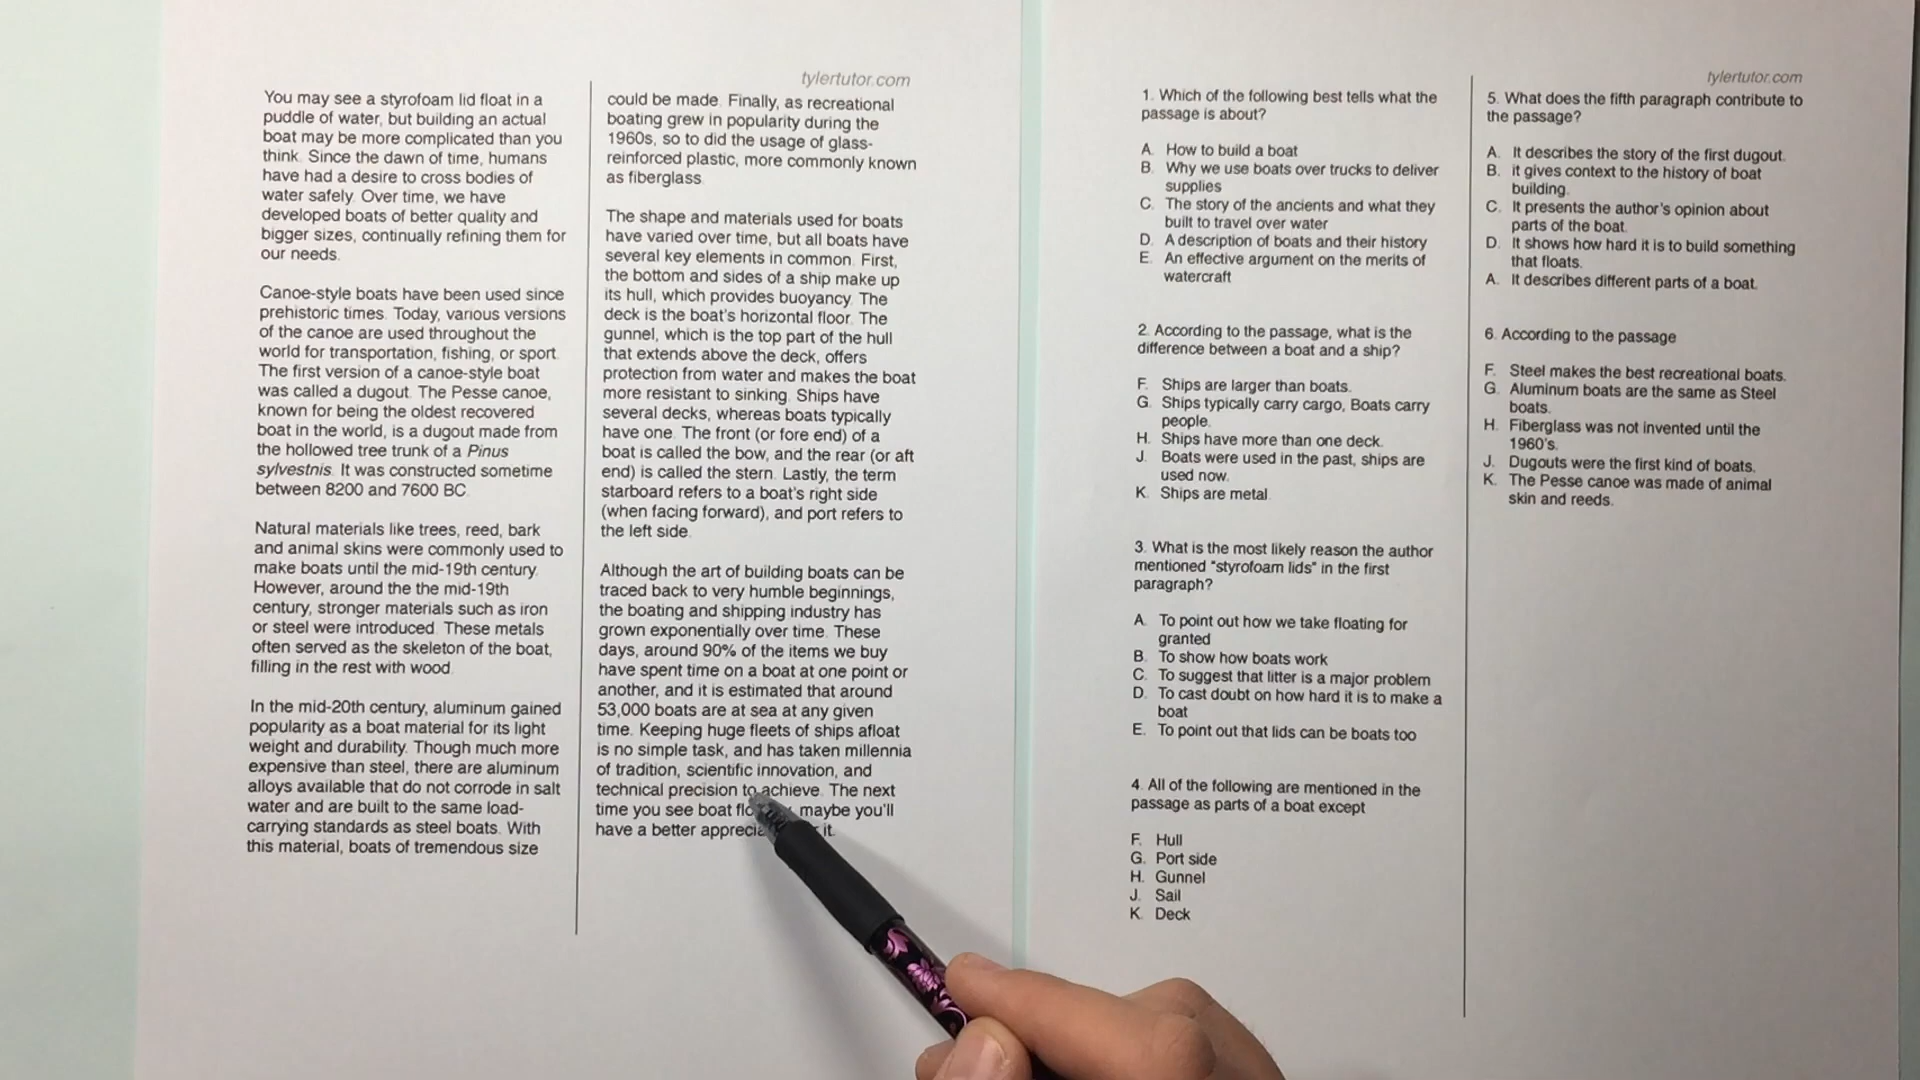 tylertutor.com
You may see a styrofoam lid float in a
puddle of water, but building an actual
boat may be more complicated than you
think. Since the dawn of time, humans
have had a desire to cross bodies of
water safely. Over time, we have
developed boats of better quality and
bigger sizes, continually refining them for
our needs.
Canoe-style boats have been used since
prehistoric times. Today, various versions
of the canoe are used throughout the
world for transportation, fishing, or sport.
The first version of a canoe-style boat
was called a dugout. The Pesse canoe,
known for being the oldest recovered
boat in the world, is a dugout made from
the hollowed tree trunk of a Pinus
sylvestnis. It was constructed sometime
between 8200 and 7600 BC.
Natural materials like trees, reed, bark
and animal skins were commonly used to
make boats until the mid-19th century.
However, around the the mid-19th
century, stronger materials such as iron
or steel were introduced. These metals
often served as the skeleton of the boat,
filling in the rest with wood.
In the mid-20th century, aluminum gained
popularity as a boat material for its light
weight and durability. Though much more
expensive than steel, there are aluminum
alloys available that do not corrode in salt
water and are built to the same load-
carrying standards as steel boats. With
this material, boats of tremendous size
could be made. Finally, as recreational
boating grew in popularity during the
1960s, so to did the usage of glass-
reinforced plastic, more commonly known
as fiberglass.
The shape and materials used for boats
have varied over time, but all boats have
several key elements in common. First,
the bottom and sides of a ship make up
its hull, which provides buoyancy. The
deck is the boat's horizontal floor. The
gunnel, which is the top part of the hull
that extends above the deck, offers
protection from water and makes the boat
more resistant to sinking. Ships have
several decks, whereas boats typically
have one. The front (or fore end) of a
boat is called the bow, and the rear (or aft
end) is called the stern. Lastly, the term
starboard refers to a boat's right side
(when facing forward), and port refers to
the left side.
Although the art of building boats can be
traced back to very humble beginnings,
the boating and shipping industry has
grown exponentially over time. These
days, around 90% of the items we buy
have spent time on a boat at one point or
another, and it is estimated that around
53,000 boats are at sea at any given
time. Keeping huge fleets of ships afloat
is no simple task, and has taken millennia
of tradition, scientific innovation, and
technical precision to achieve. The next
time you see boat maybe you'll
have a better it.
tylertutor.com
1. Which of the following best tells what the
passage is about?
A. How to build a boat
B. Why we use boats over trucks to deliver
supplies
C. The story of the ancients and what they
built to travel over water
D. A description of boats and their history
E. An effective argument on the merits of
watercraft
2. According to the passage, what is the
difference between a boat and a ship?
F. Ships are larger than boats.
G. Ships typically carry cargo, Boats carry
people.
H. Ships have more than one deck.
J. Boats were used in the past, ships are
used now.
K. Ships are metal.
3. What is the most likely reason the author
mentioned "styrofoam lids" in the first
paragraph?
A. To point out how we take floating for
granted
B. To show how boats work
C. To suggest that litter is a major problem
D. To cast doubt on how hard it is to make a
boat
E. To point out that lids can be boats too
4. All of the following are mentioned in the
passage as parts of a boat except
F. Hull
G. Port side
H. Gunnel
J. Sail
K. Deck
5. What does the fifth paragraph contribute to
the passage?
A. It describes the story of the first dugout.
B. it gives context to the history of boat
building.
C. It presents the author's opinion about
parts of the boat.
D. It shows how hard it is to build something
that floats.
A. It describes different parts of a boat.
6. According to the passage
F. Steel makes the best recreational boats.
G. Aluminum boats are the same as Steel
boats.
H. Fiberglass was not invented until the
1960's.
J. Dugouts were the first kind of boats.
K. The Pesse canoe was made of animal
skin and reeds.